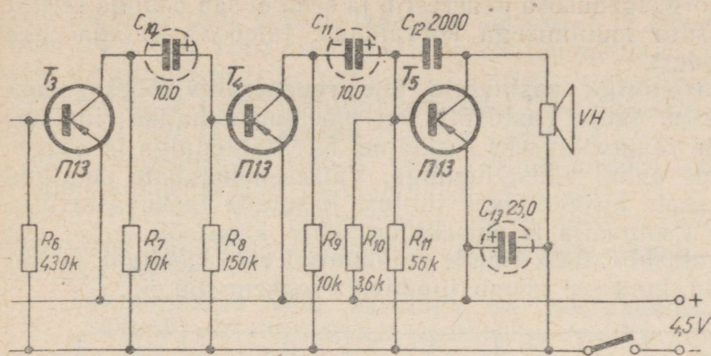 C10
10,0
C11
10,0
C12 2000
T3
П13
T4
П13
T5
П13
VH
C13 25,0
R6
430k
R7
10k
R8
150k
R9
10k
R10
3,6k
R11
56k
+
4,5V
−